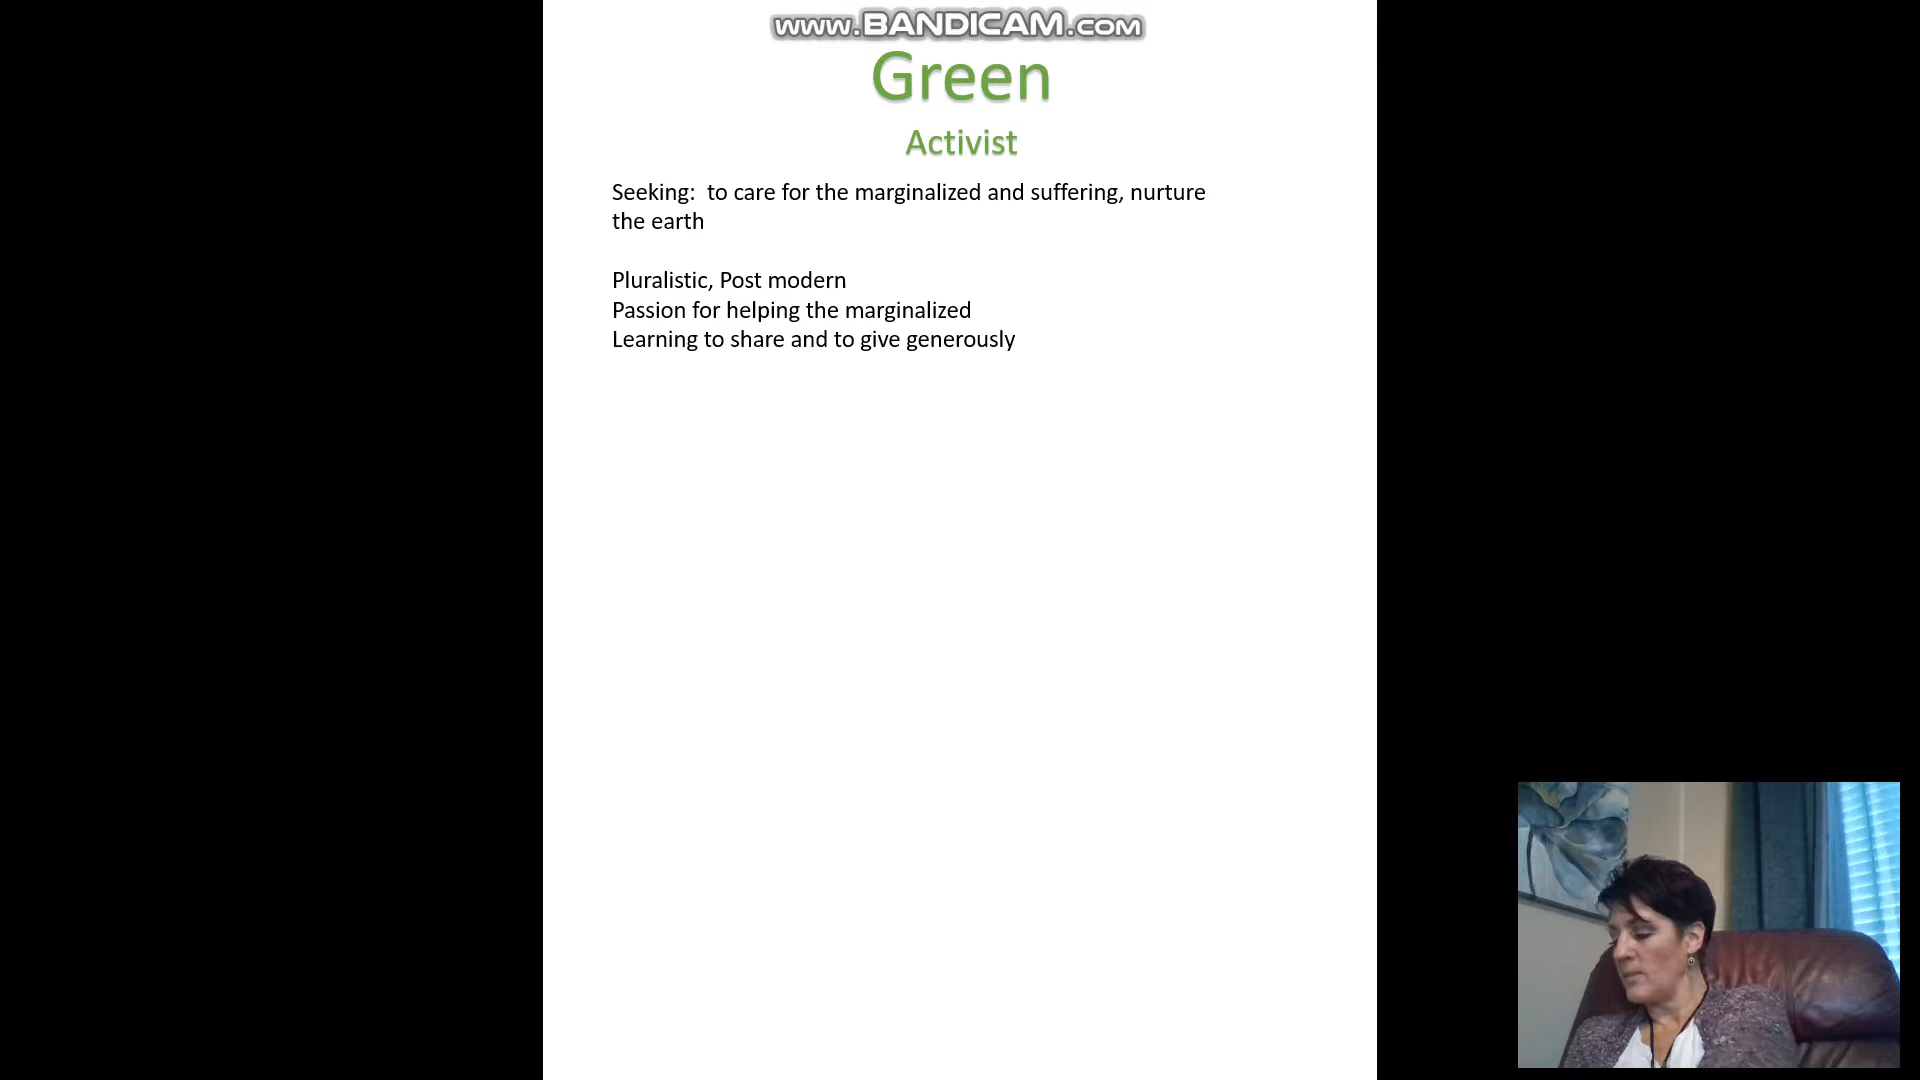 www.BANDICAM.com
Green
Activist
Seeking:  to care for the marginalized and suffering, nurture
the earth
Pluralistic, Post modern
Passion for helping the marginalized
Learning to share and to give generously